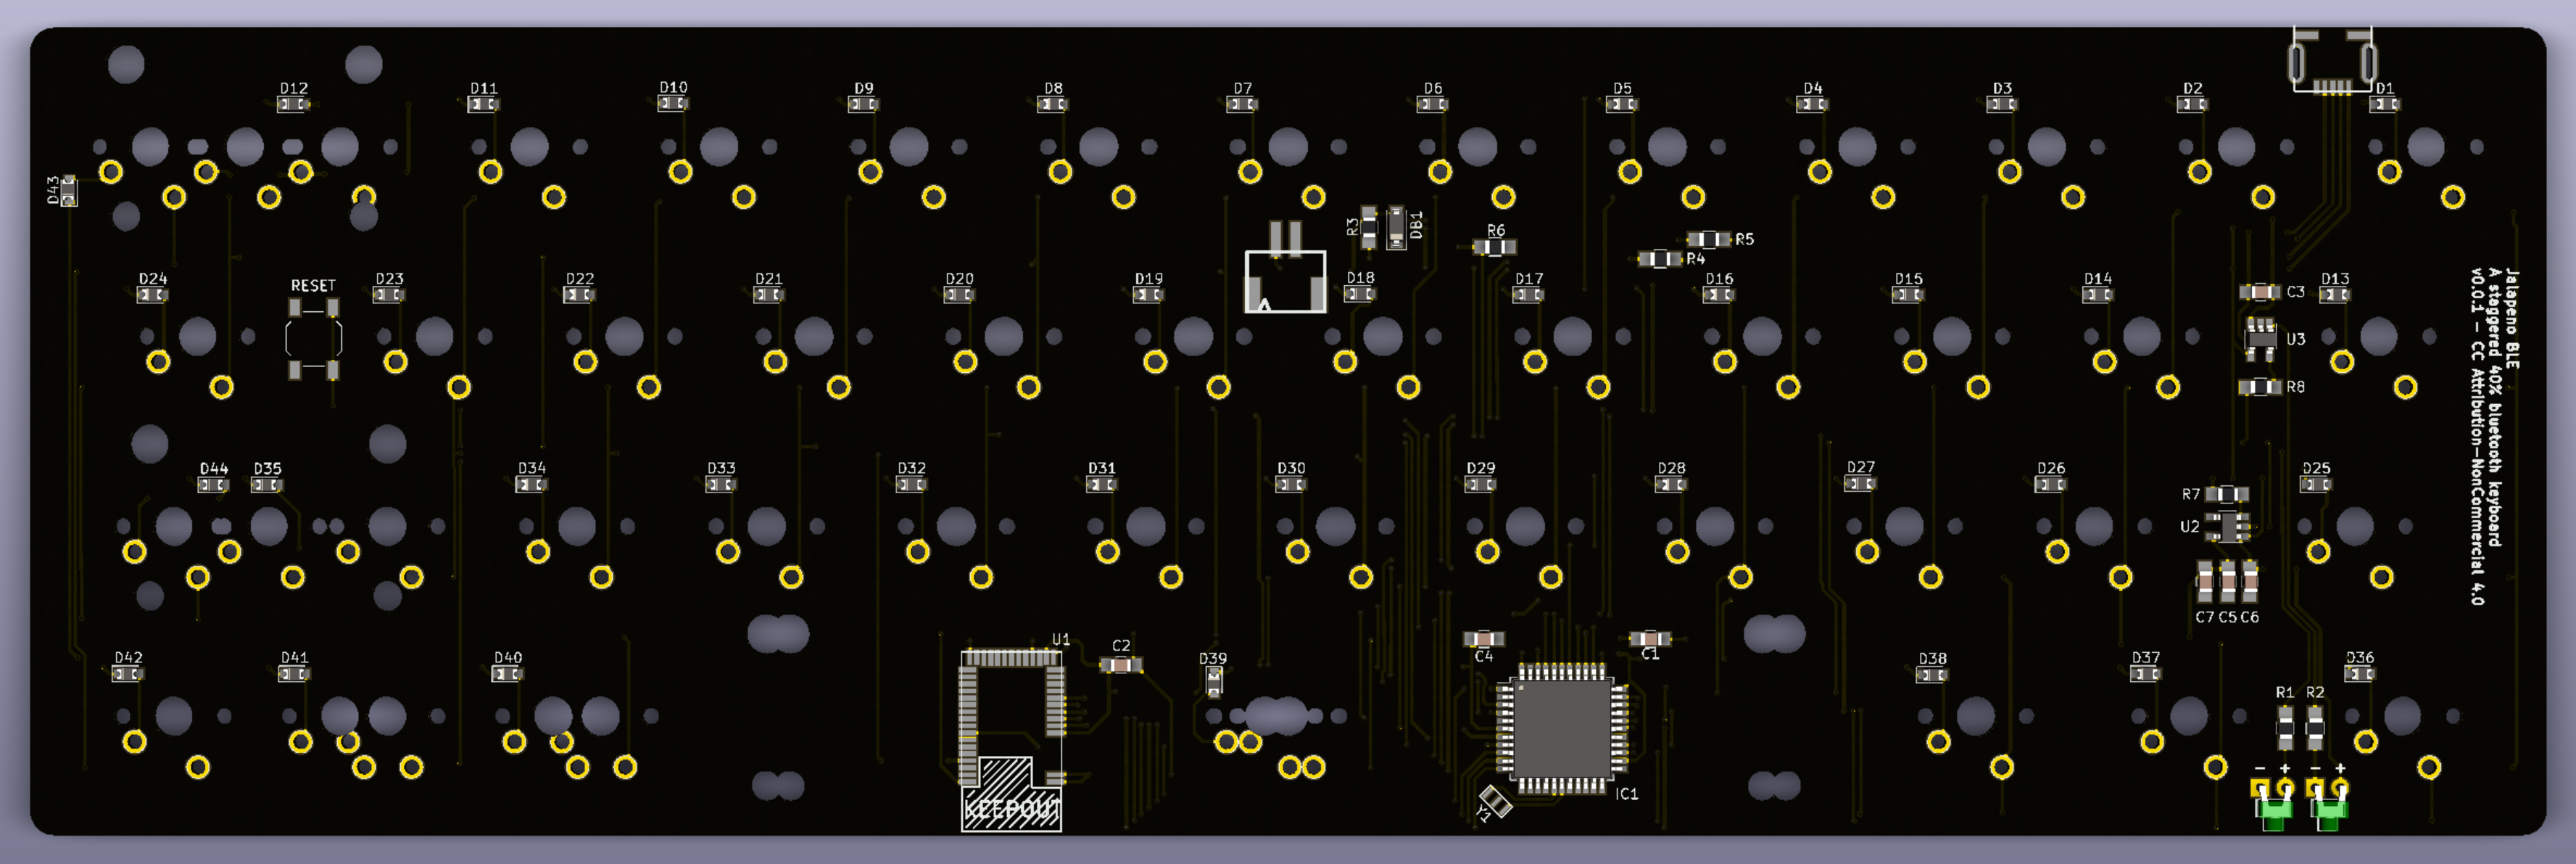 D12
D11
D10
D9
D8
D7
D6
D5
D4
D3
D2
D1
D43
R3
DB1
R6
R5
R4
D24
RESET
D23
D22
D21
D20
D19
D18
D17
D16
D15
D14
C3
D13
U3
R8
Jalapeno BLE
A staggered 40% bluetooth keyboard
v0.0.1 - CC Attribution-NonCommercial 4.0
D44
D35
D34
D33
D32
D31
D30
D29
D28
D27
D26
D25
R7
U2
C7
C5
C6
D42
D41
D40
U1
C2
D39
C4
C1
D38
D37
D36
R1
R2
KEEPOUT
Y1
IC1
- + - +